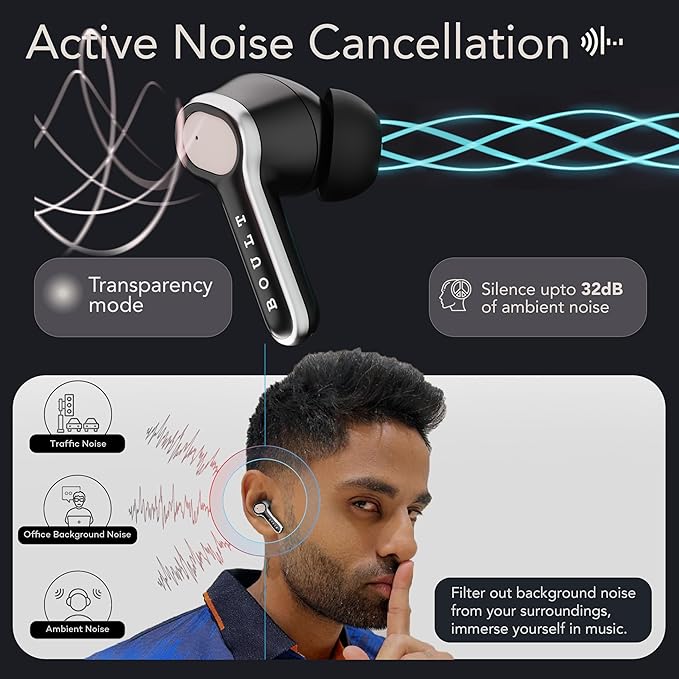 Active Noise Cancellation
BOULT
Transparency
mode
Silence upto 32dB
of ambient noise
Traffic Noise
Office Background Noise
Ambient Noise
Filter out background noise
from your surroundings,
immerse yourself in music.